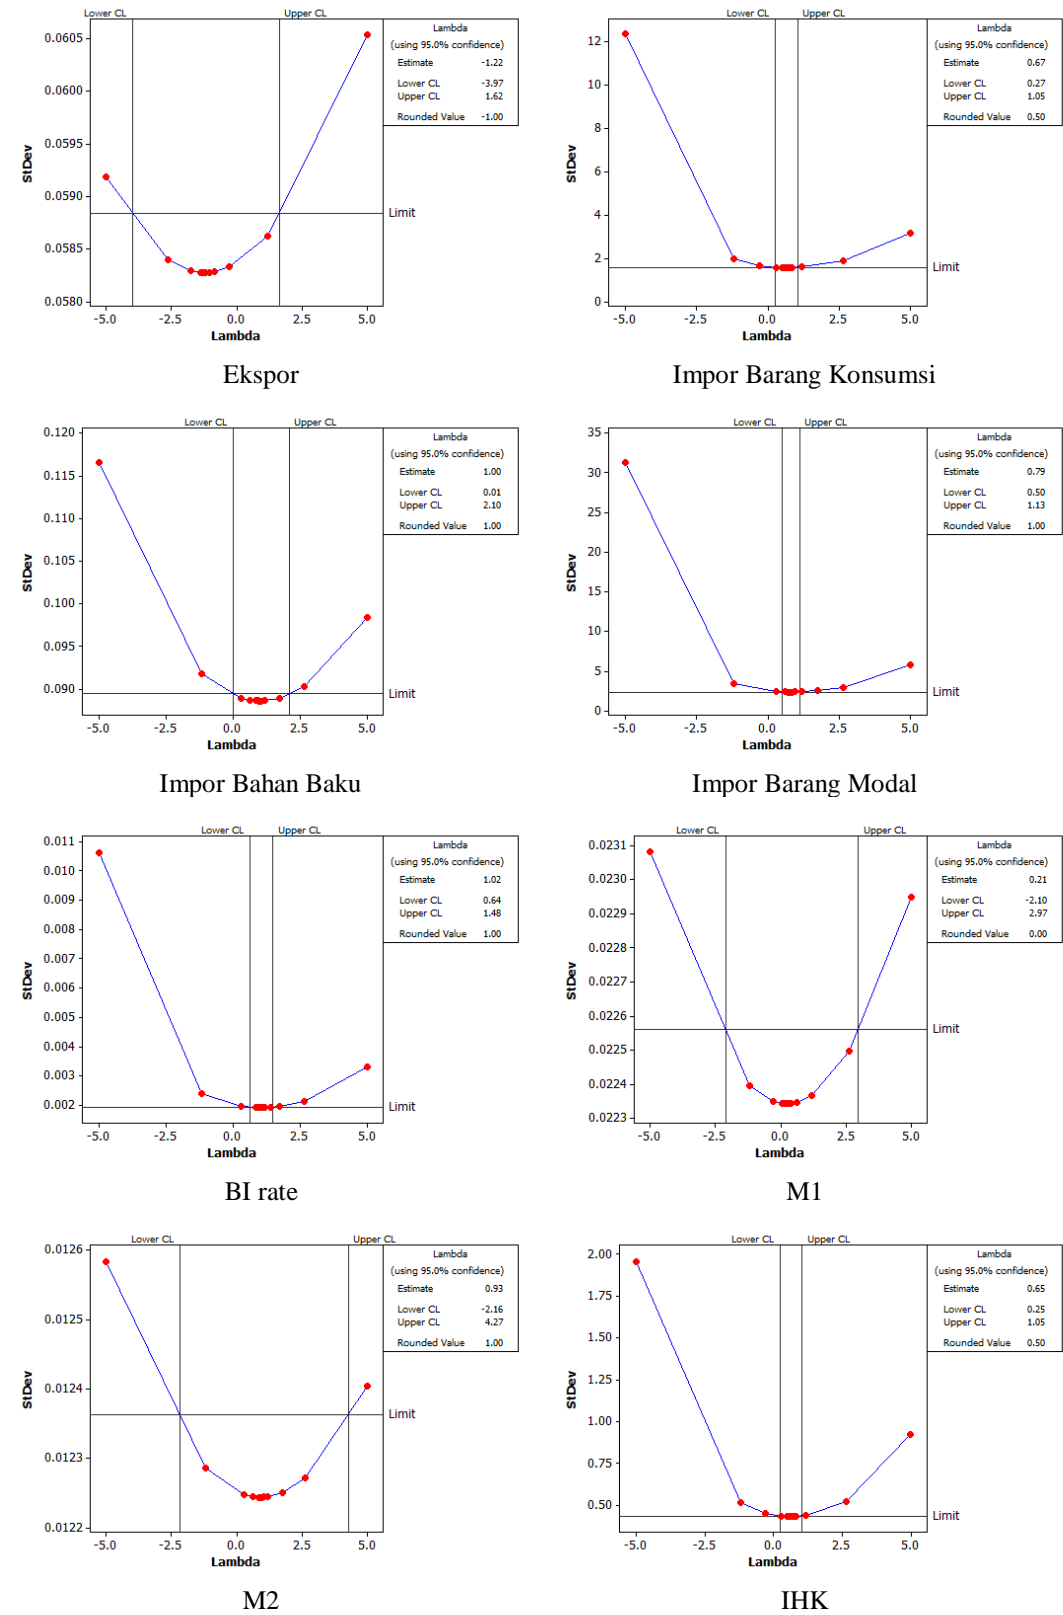 Lower CL Upper CL
Lambda
(using 95.0% confidence)
Estimate -1.22
Lower CL -3.97
Upper CL 1.62
Rounded Value -1.00
0.0605
0.0600
0.0595
0.0590
0.0585
0.0580
StDev
Limit
-5.0 -2.5 0.0 2.5 5.0
Lambda
Ekspor
Lower CL Upper CL
Lambda
(using 95.0% confidence)
Estimate 0.67
Lower CL 0.27
Upper CL 1.05
Rounded Value 0.50
12
10
8
6
4
2
0
StDev
Limit
-5.0 -2.5 0.0 2.5 5.0
Lambda
Impor Barang Konsumsi
Lower CL Upper CL
Lambda
(using 95.0% confidence)
Estimate 1.00
Lower CL 0.01
Upper CL 2.10
Rounded Value 1.00
0.120
0.115
0.110
0.105
0.100
0.095
0.090
StDev
Limit
-5.0 -2.5 0.0 2.5 5.0
Lambda
Impor Bahan Baku
Lower CL Upper CL
Lambda
(using 95.0% confidence)
Estimate 0.79
Lower CL 0.50
Upper CL 1.13
Rounded Value 1.00
35
30
25
20
15
10
5
0
StDev
Limit
-5.0 -2.5 0.0 2.5 5.0
Lambda
Impor Barang Modal
Lower CL Upper CL
Lambda
(using 95.0% confidence)
Estimate 1.02
Lower CL 0.64
Upper CL 1.48
Rounded Value 1.00
0.011
0.010
0.009
0.008
0.007
0.006
0.005
0.004
0.003
0.002
StDev
Limit
-5.0 -2.5 0.0 2.5 5.0
Lambda
BI rate
Lower CL Upper CL
Lambda
(using 95.0% confidence)
Estimate 0.21
Lower CL -2.10
Upper CL 2.97
Rounded Value 0.00
0.0231
0.0230
0.0229
0.0228
0.0227
0.0226
0.0225
0.0224
0.0223
StDev
Limit
-5.0 -2.5 0.0 2.5 5.0
Lambda
M1
Lower CL Upper CL
Lambda
(using 95.0% confidence)
Estimate 0.93
Lower CL -2.16
Upper CL 4.27
Rounded Value 1.00
0.0126
0.0125
0.0124
0.0123
0.0122
StDev
Limit
-5.0 -2.5 0.0 2.5 5.0
Lambda
M2
Lower CL Upper CL
Lambda
(using 95.0% confidence)
Estimate 0.65
Lower CL 0.25
Upper CL 1.05
Rounded Value 0.50
2.00
1.75
1.50
1.25
1.00
0.75
0.50
StDev
Limit
-5.0 -2.5 0.0 2.5 5.0
Lambda
IHK